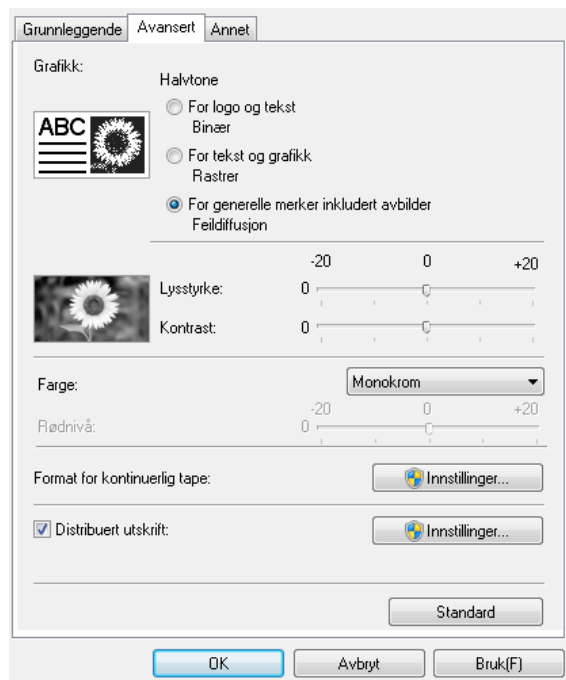 Grunnleggende Avansert Annet
Grafikk:
Halvtone
ABC
For logo og tekst
Binær
For tekst og grafikk
Rastrer
For generelle merker inkludert avbilder
Feildiffusjon
-20 0 +20
Lysstyrke: 0
Kontrast: 0
Farge: Monokrom
-20 0 +20
Rødnivå: 0
Format for kontinuerlig tape: Innstillinger...
Distribuert utskrift: Innstillinger...
Standard
OK Avbryt Bruk(F)